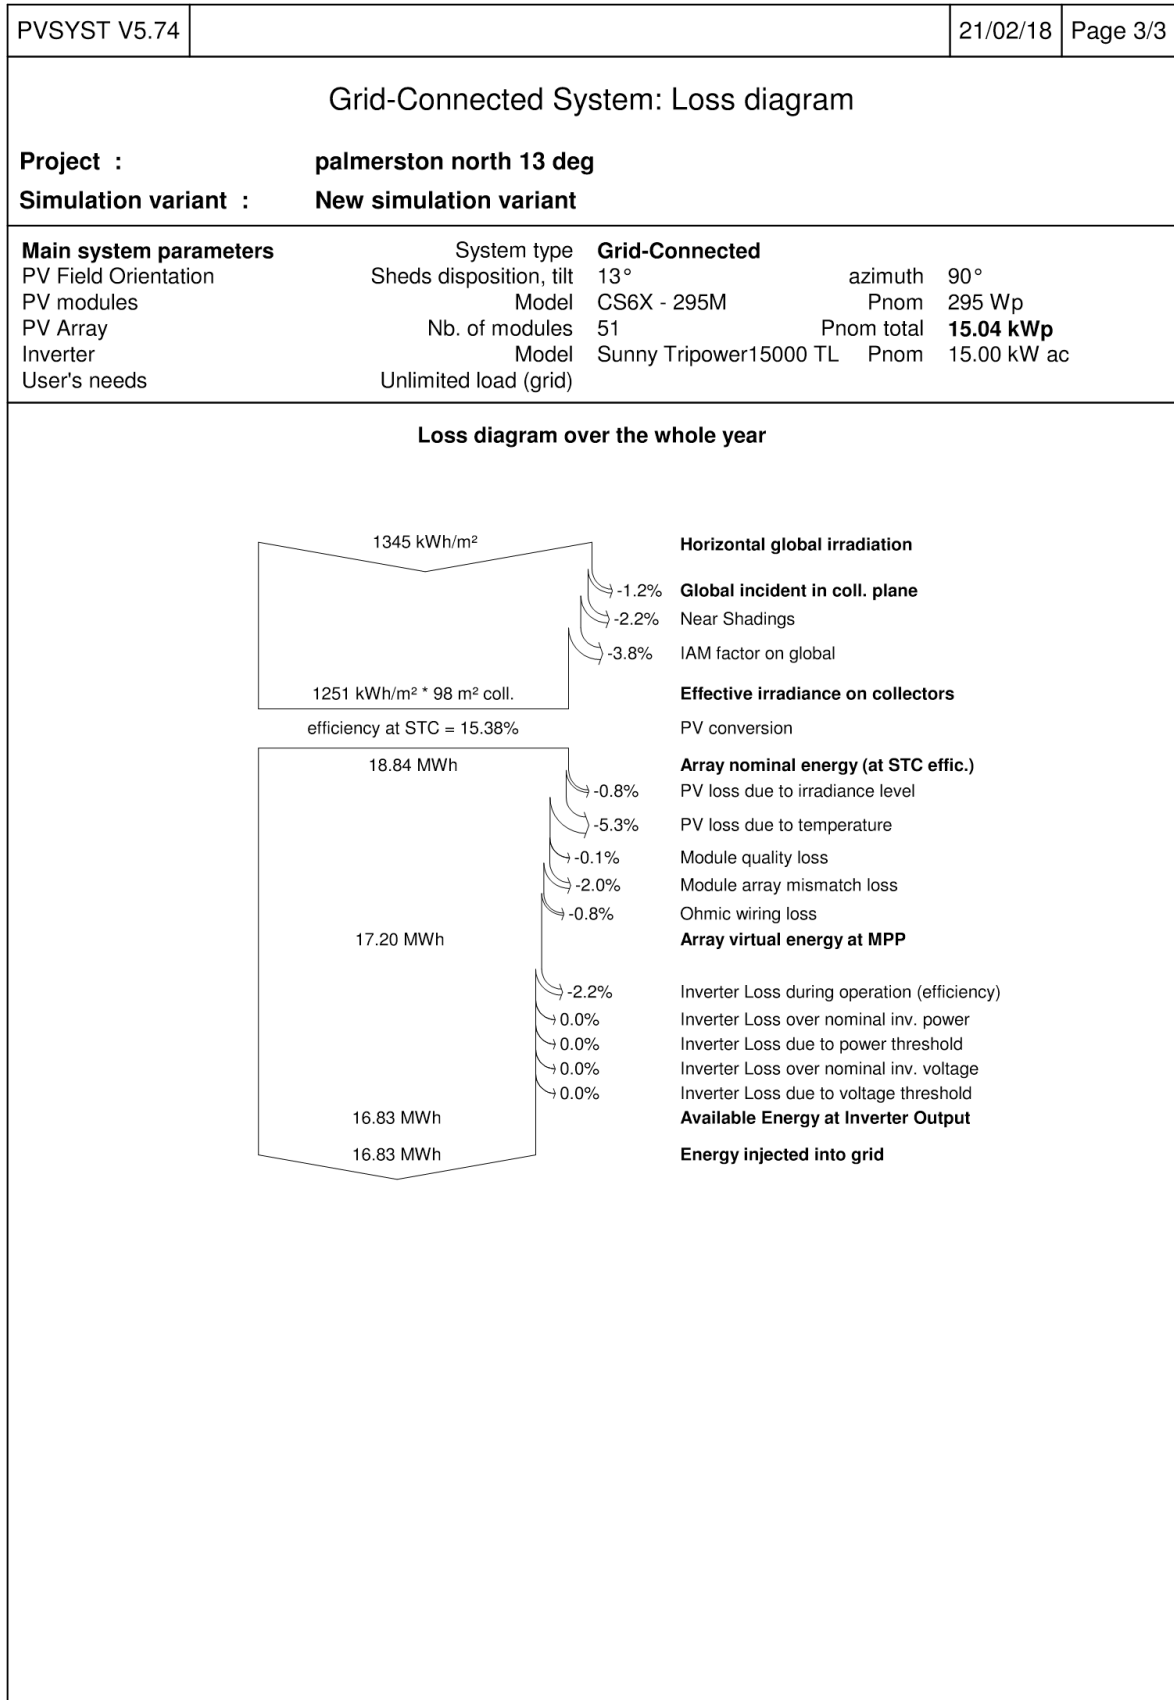 PVSYST V5.74 21/02/18 Page 3/3
Grid-Connected System: Loss diagram
Project : palmerston north 13 deg
Simulation variant : New simulation variant
Main system parameters System type Grid-Connected
PV Field Orientation Sheds disposition, tilt 13° azimuth 90°
PV modules Model CS6X - 295M Pnom 295 Wp
PV Array Nb. of modules 51 Pnom total 15.04 kWp
Inverter Model Sunny Tripower15000 TL Pnom 15.00 kW ac
User's needs Unlimited load (grid)
Loss diagram over the whole year
1345 kWh/m² Horizontal global irradiation
-1.2% Global incident in coll. plane
-2.2% Near Shadings
-3.8% IAM factor on global
1251 kWh/m² * 98 m² coll. Effective irradiance on collectors
efficiency at STC = 15.38% PV conversion
18.84 MWh Array nominal energy (at STC effic.)
-0.8% PV loss due to irradiance level
-5.3% PV loss due to temperature
-0.1% Module quality loss
-2.0% Module array mismatch loss
-0.8% Ohmic wiring loss
17.20 MWh Array virtual energy at MPP
-2.2% Inverter Loss during operation (efficiency)
0.0% Inverter Loss over nominal inv. power
0.0% Inverter Loss due to power threshold
0.0% Inverter Loss over nominal inv. voltage
0.0% Inverter Loss due to voltage threshold
16.83 MWh Available Energy at Inverter Output
16.83 MWh Energy injected into grid